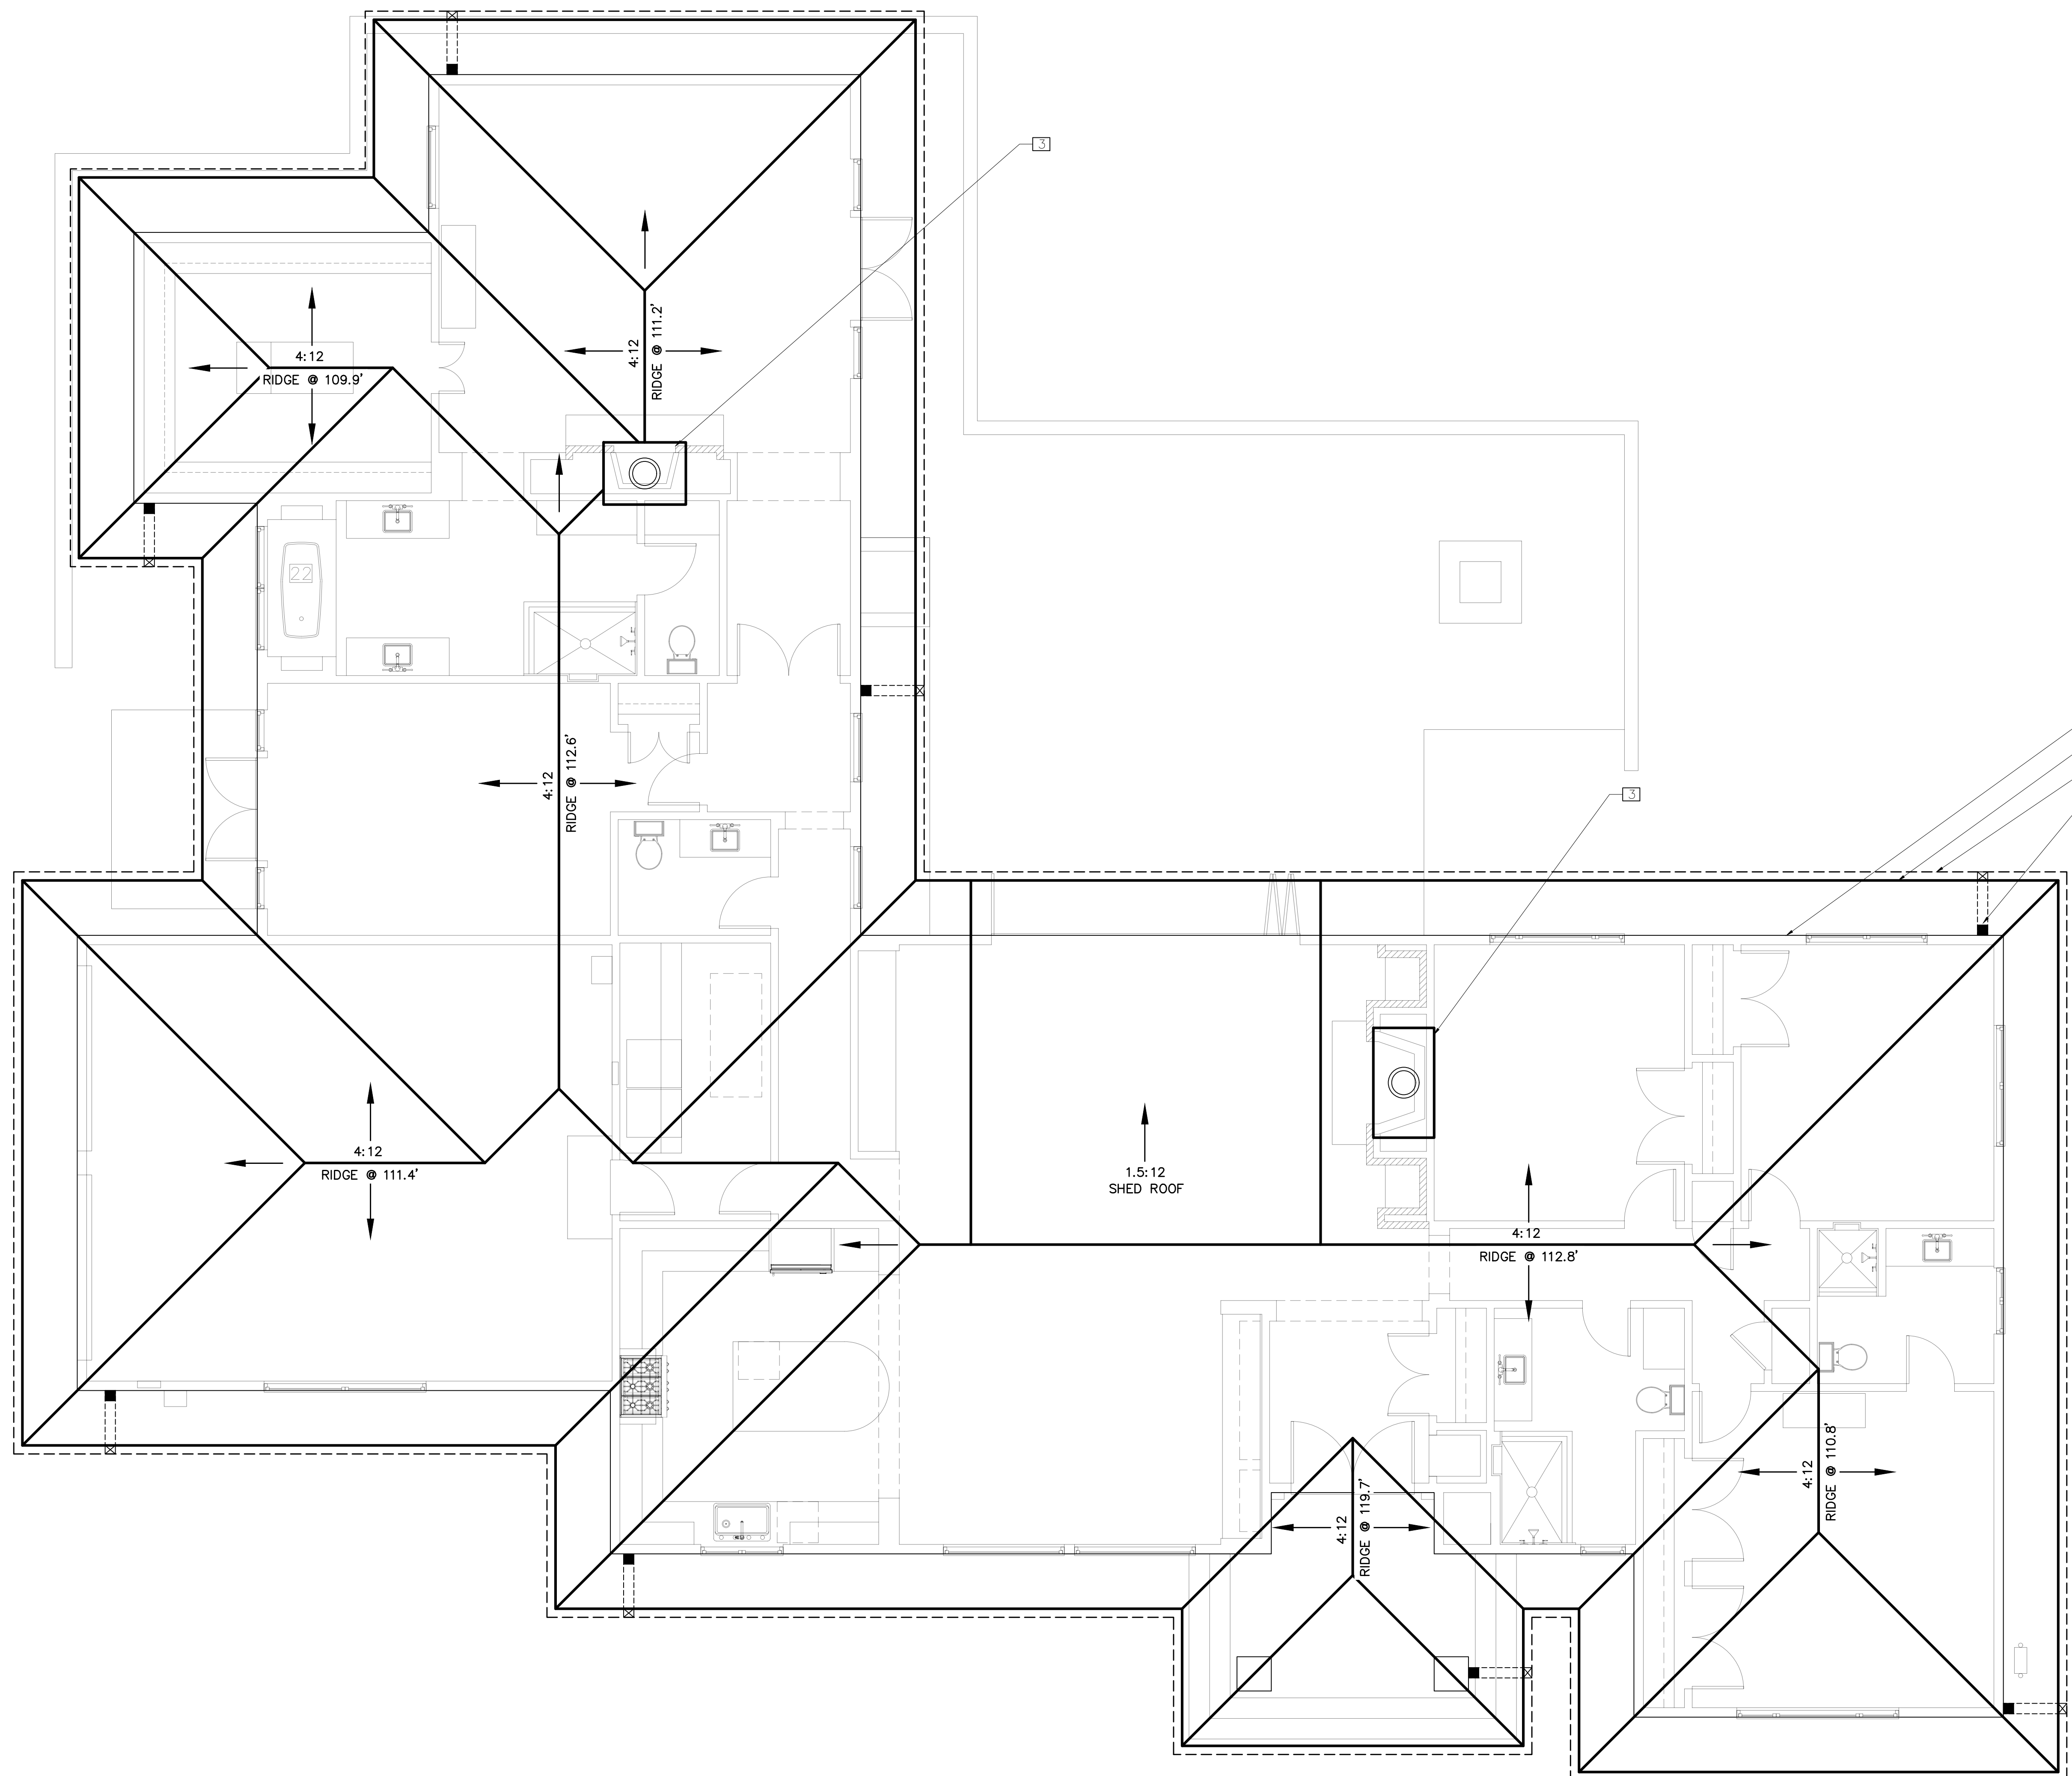 3
4:12
RIDGE @ 111.2'
4:12
RIDGE @ 109.9'
22
4:12
RIDGE @ 112.6'
3
4:12
RIDGE @ 111.4'
1.5:12
SHED ROOF
4:12
RIDGE @ 112.8'
4:12
RIDGE @ 110.8'
4:12
RIDGE @ 119.7'